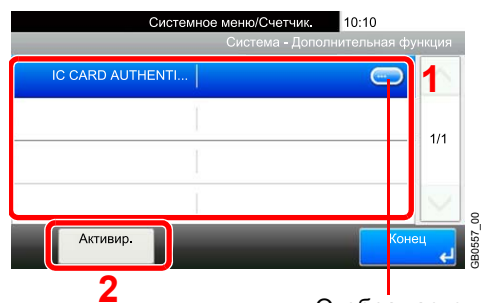 Системное меню/Счетчик. 10:10
Система - Дополнительная функция
IC CARD AUTHENTI...
1
1/1
Активир.
Конец
2
GB0557_00